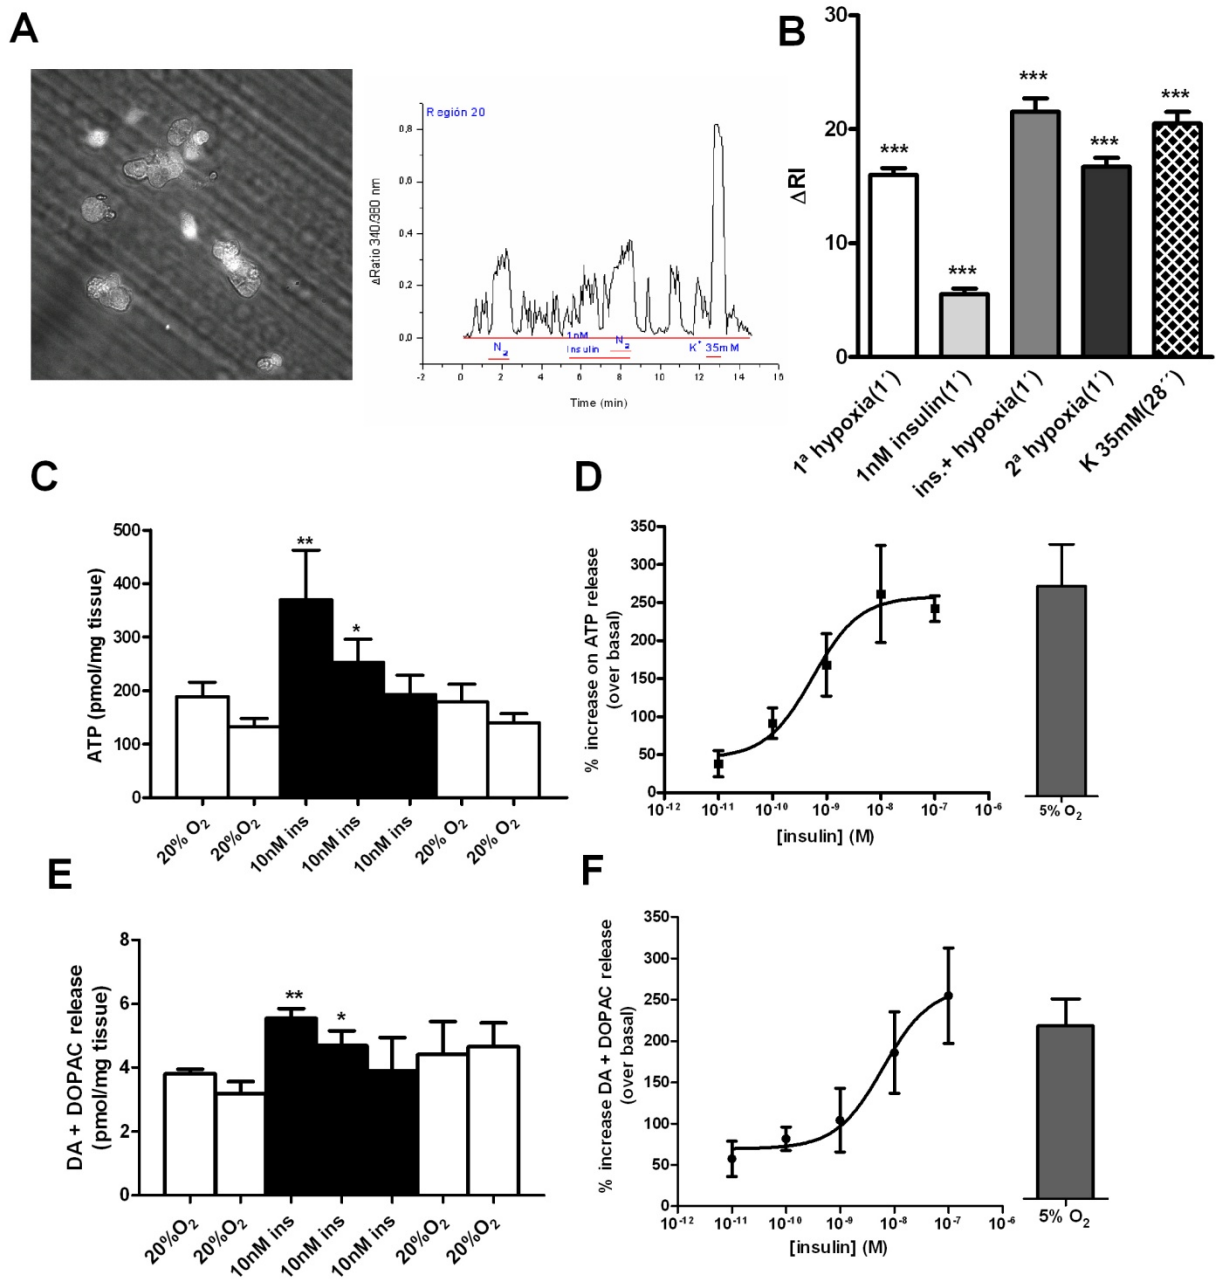 A
Región 20
ΔRatio 340/380 nm
0,8
0,6
0,4
0,2
0,0
N2
1nM
Insulin
N2
K+ 35mM
-2 0 2 4 6 8 10 12 14 16
Time (min)
B
ΔRI
30
20
10
0
***
***
***
***
***
1ª hypoxia(1´)
1nM insulin(1´)
ins.+ hypoxia(1´)
2ª hypoxia(1´)
K 35mM(28´´)
C
ATP (pmol/mg tissue)
500
400
300
200
100
0
**
*
20% O2
20%O2
10nM ins
10nM ins
10nM ins
20% O2
20% O2
D
% increase on ATP release
(over basal)
350
300
250
200
150
100
50
0
10-12 10-11 10-10 10-9 10-8 10-7 10-6
[insulin] (M)
5% O2
E
DA + DOPAC release
(pmol/mg tissue)
8
6
4
2
0
**
*
20%O2
20%O2
10nM ins
10nM ins
10nM ins
20%O2
20%O2
F
% increase DA + DOPAC release
(over basal)
350
300
250
200
150
100
50
0
10-12 10-11 10-10 10-9 10-8 10-7 10-6
[insulin] (M)
5% O2